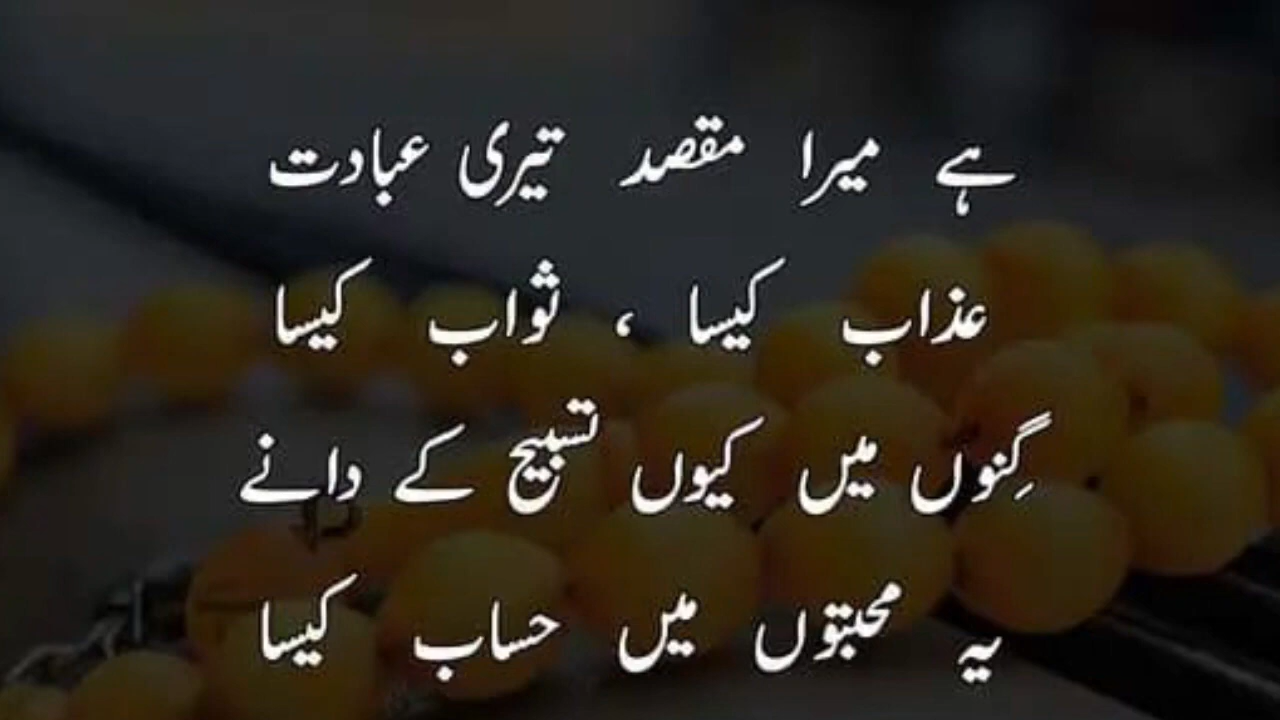 ہے میرا مقصد تیری عبادت
عذاب کیسا ، ثواب کیسا
گِنوں میں کیوں تسبیح کے دانے
یہ محبتوں میں حساب کیسا